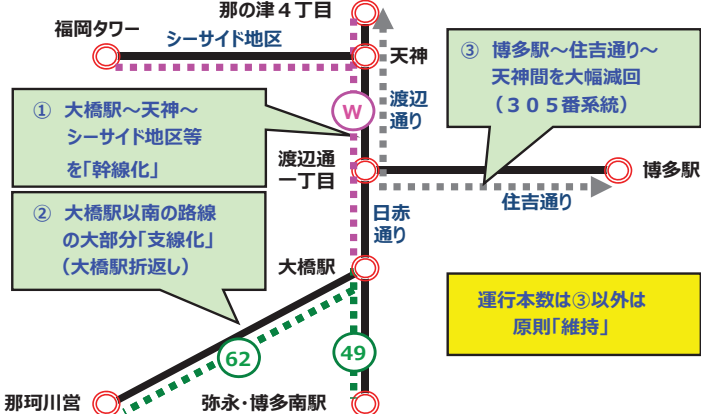 那の津４丁目
福岡タワー
シーサイド地区
天神
③ 博多駅～住吉通り～
天神間を大幅減回
（３０５番系統）
① 大橋駅～天神～
シーサイド地区等
を「幹線化」
W
渡辺
通り
渡辺通
一丁目
博多駅
住吉通り
② 大橋駅以南の路線
の大部分「支線化」
（大橋駅折返し）
日赤
通り
大橋駅
運行本数は③以外は
原則「維持」
62
49
那珂川営
弥永・博多南駅